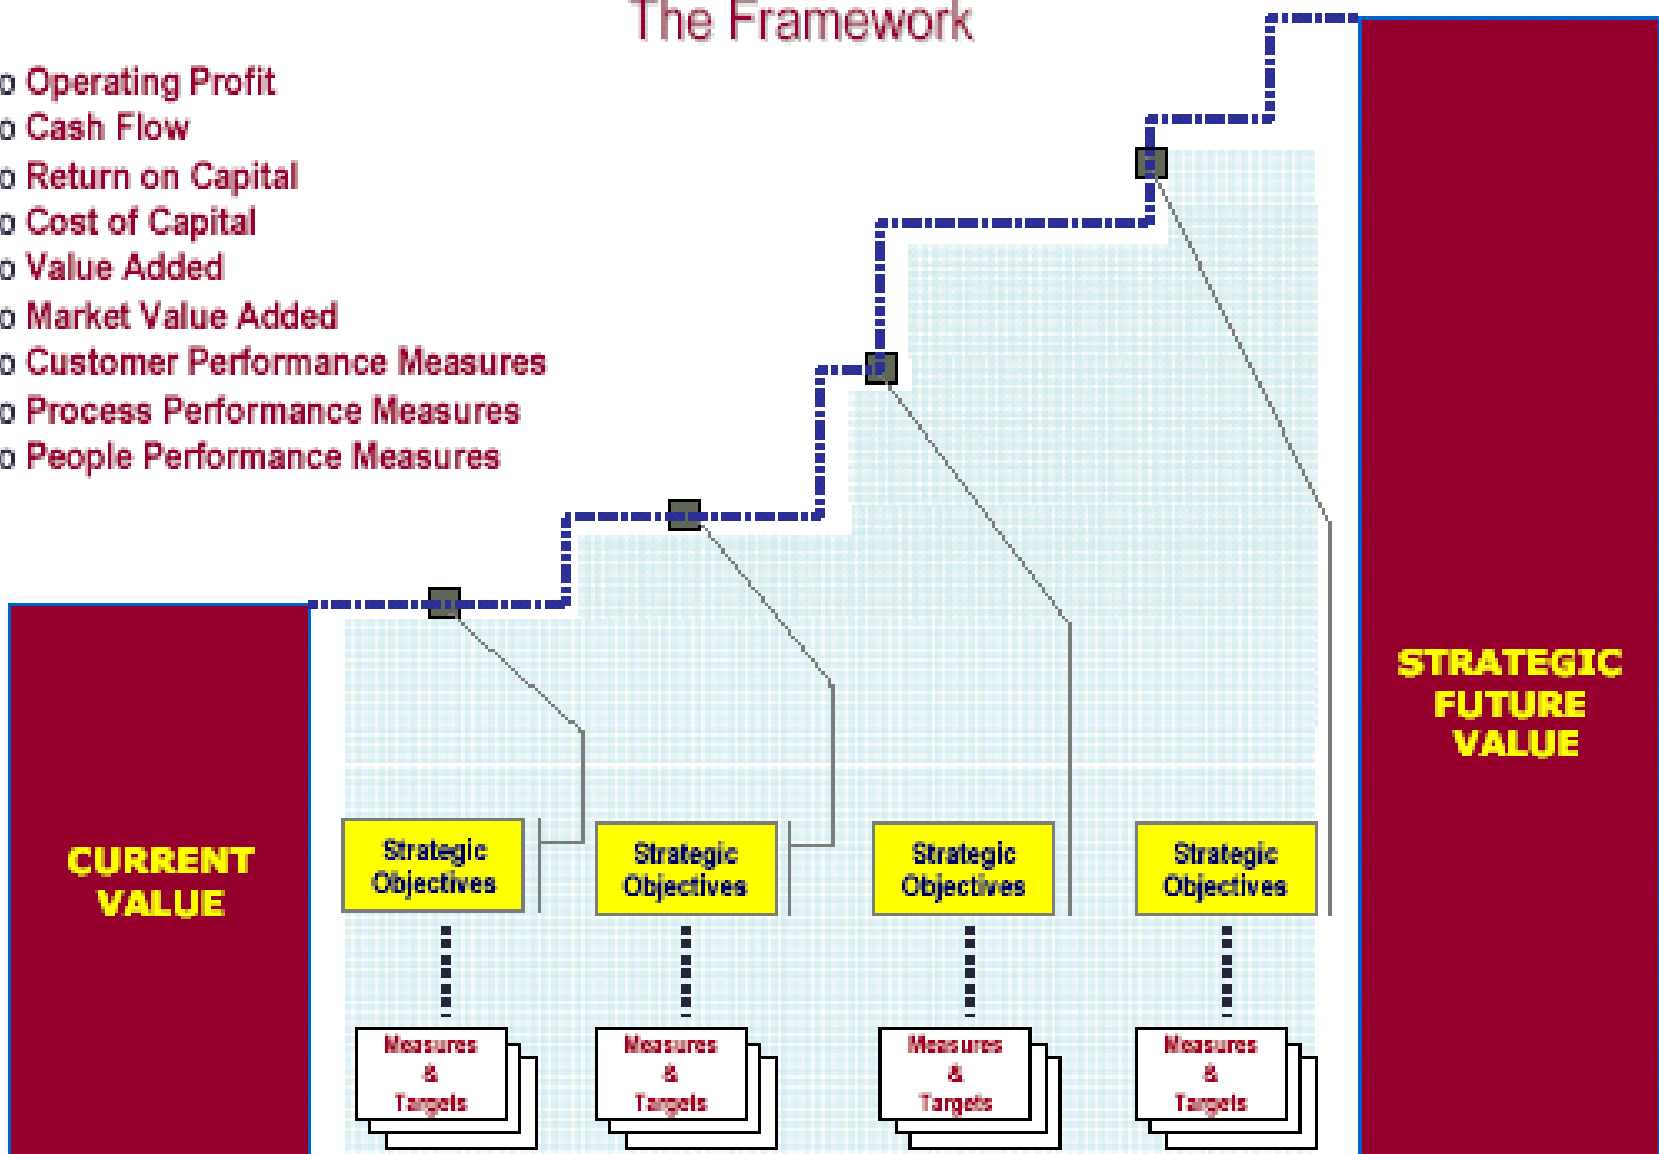 The Framework
o Operating Profit
o Cash Flow
o Return on Capital
o Cost of Capital
o Value Added
o Market Value Added
o Customer Performance Measures
o Process Performance Measures
o People Performance Measures
STRATEGIC
FUTURE
VALUE
CURRENT
VALUE
Strategic
Objectives
Strategic
Objectives
Strategic
Objectives
Strategic
Objectives
Measures
&
Targets
Measures
&
Targets
Measures
&
Targets
Measures
&
Targets